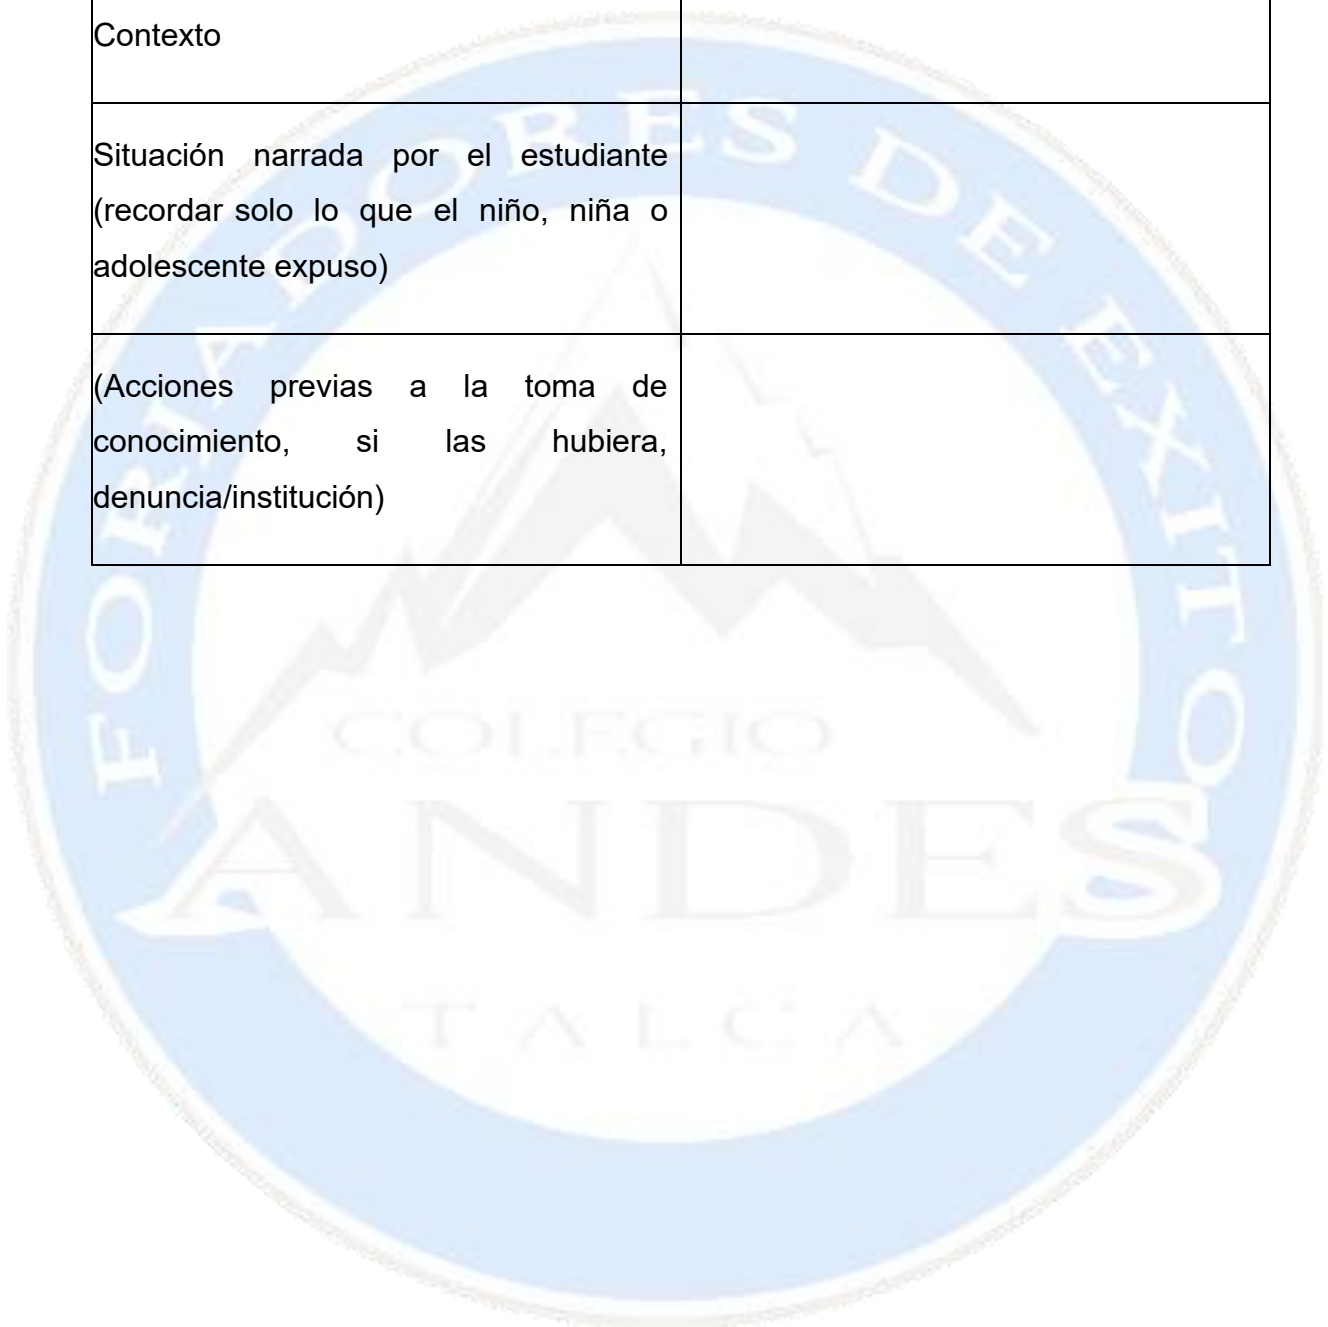 Contexto
Situación narrada por el estudiante
(recordar solo lo que el niño, niña o
adolescente expuso)
(Acciones previas a la toma de
conocimiento, si las hubiera,
denuncia/institución)
FORJADORES DE EXITO
COLEGIO
ANDES
TALCA